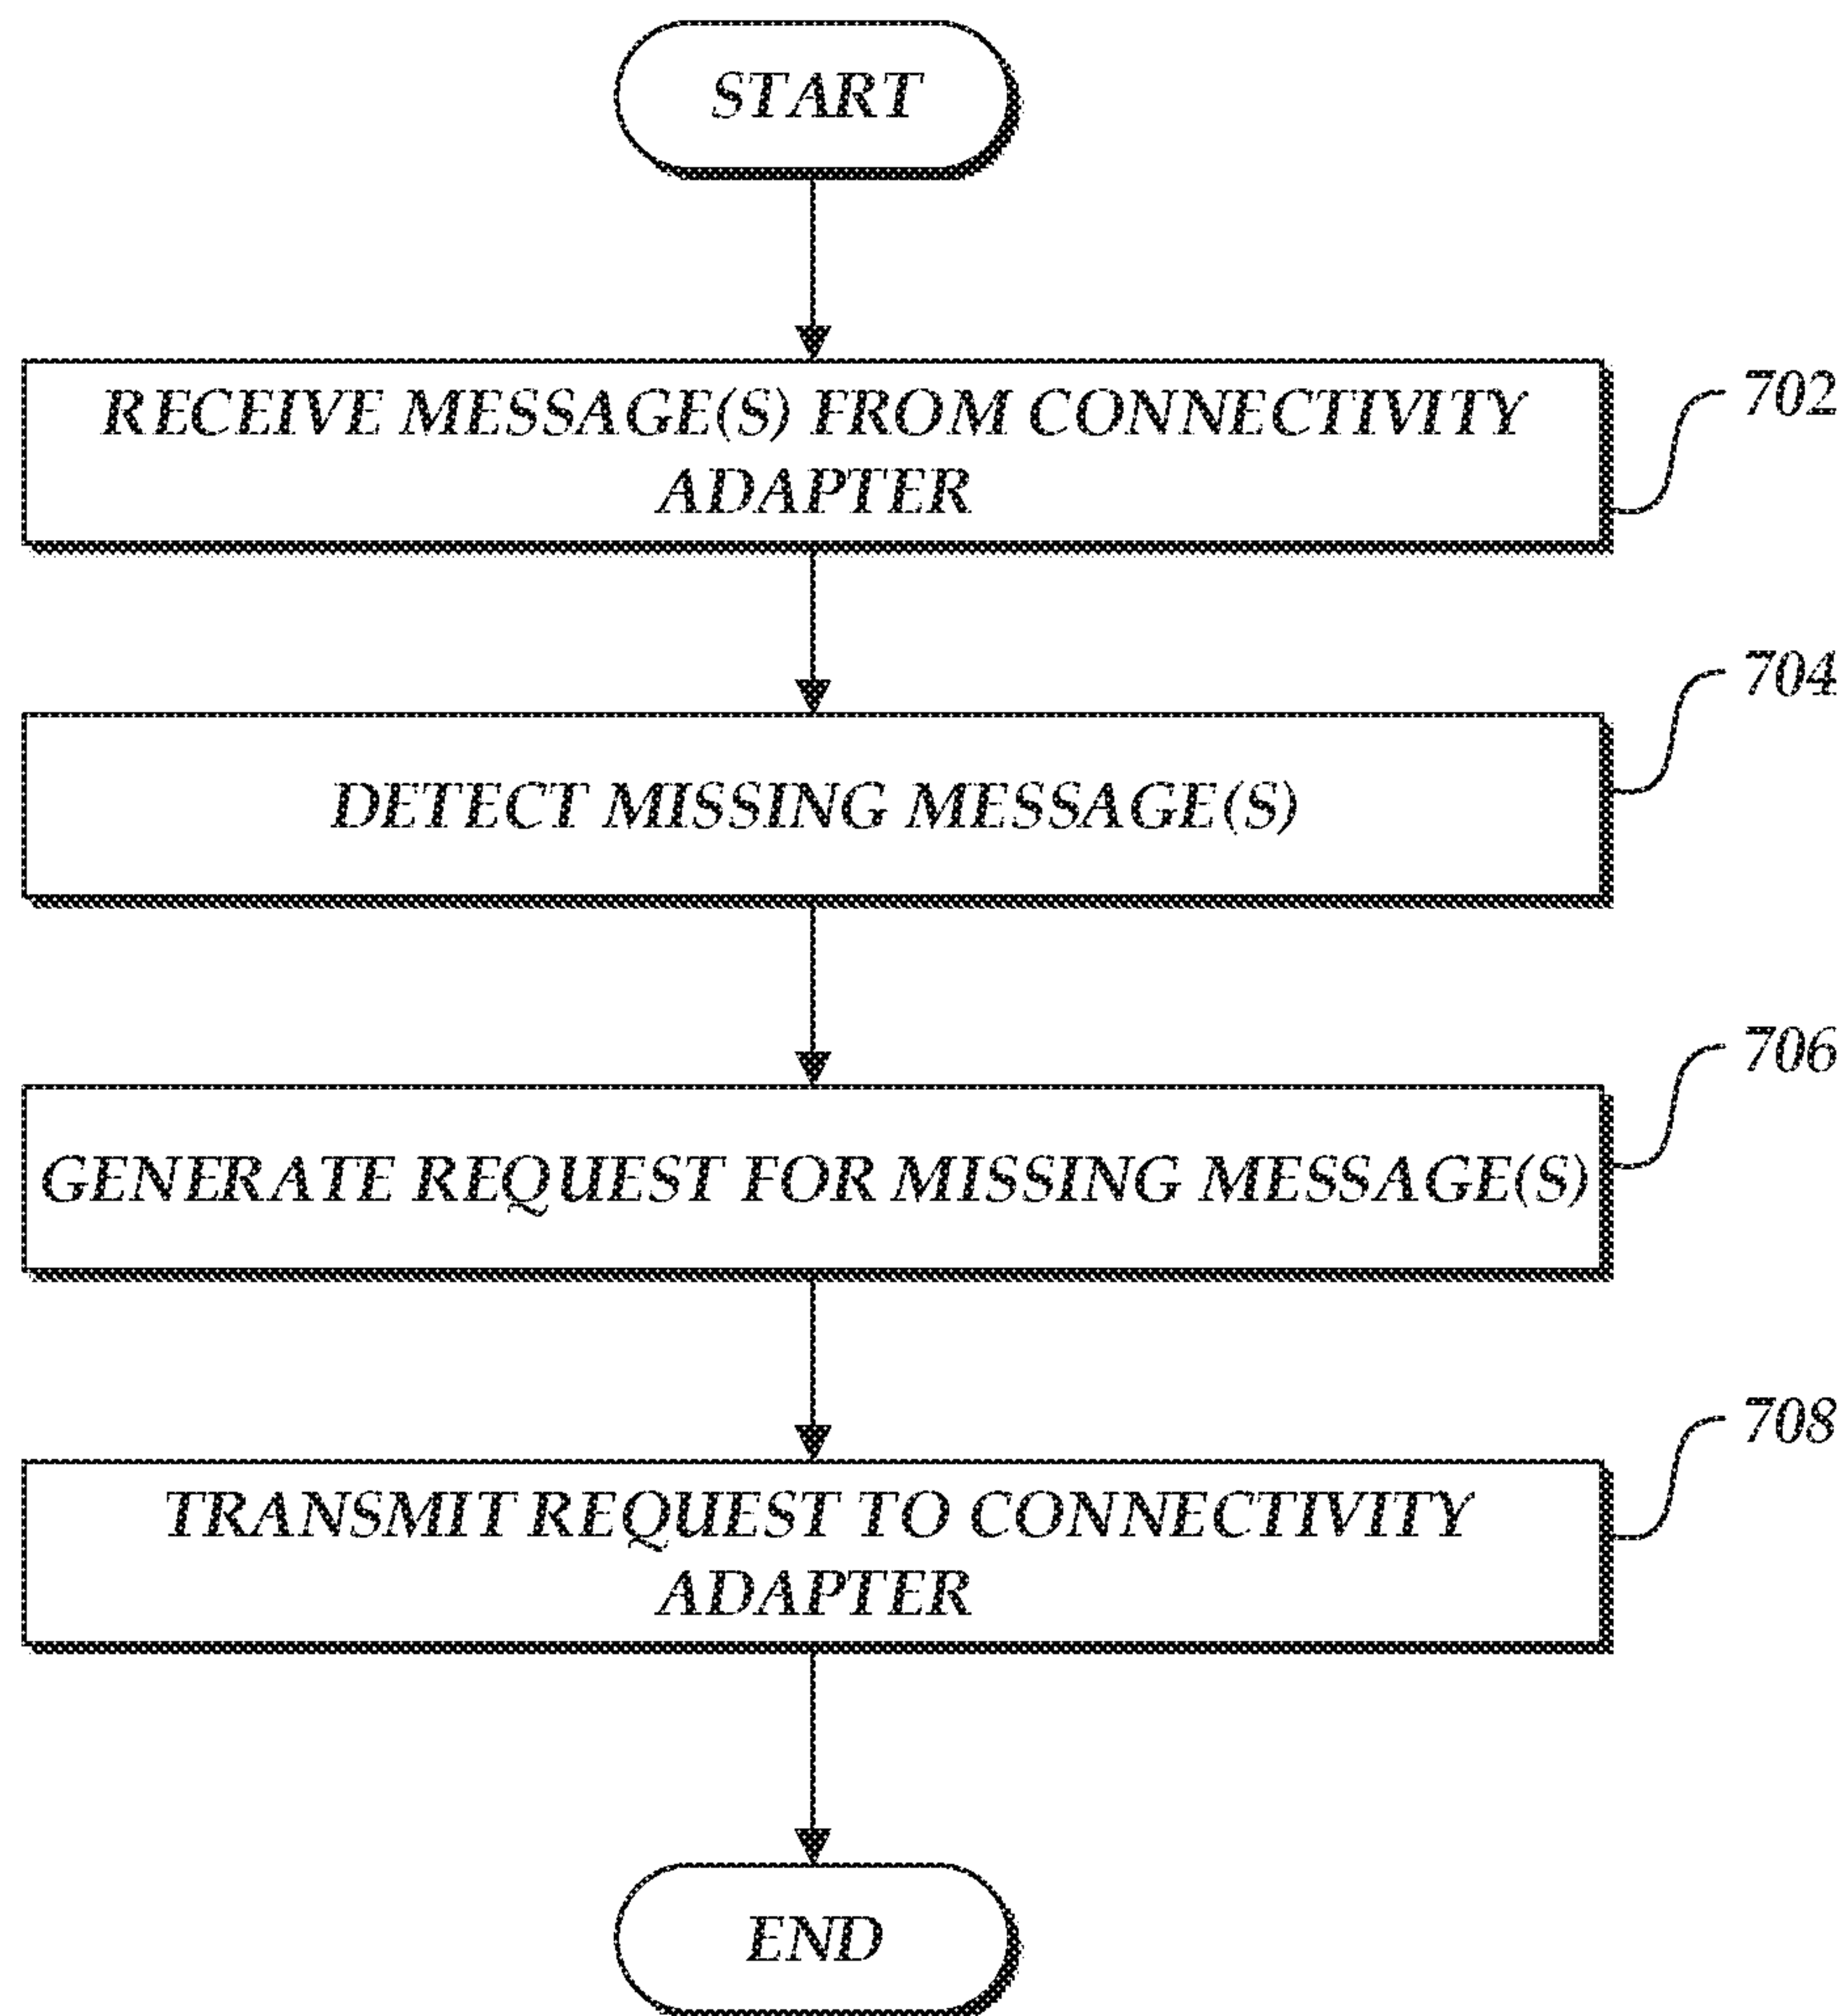 START
RECEIVE MESSAGE(S) FROM CONNECTIVITY
ADAPTER
702
DETECT MISSING MESSAGE(S)
704
GENERATE REQUEST FOR MISSING MESSAGE(S)
706
TRANSMIT REQUEST TO CONNECTIVITY
ADAPTER
708
END